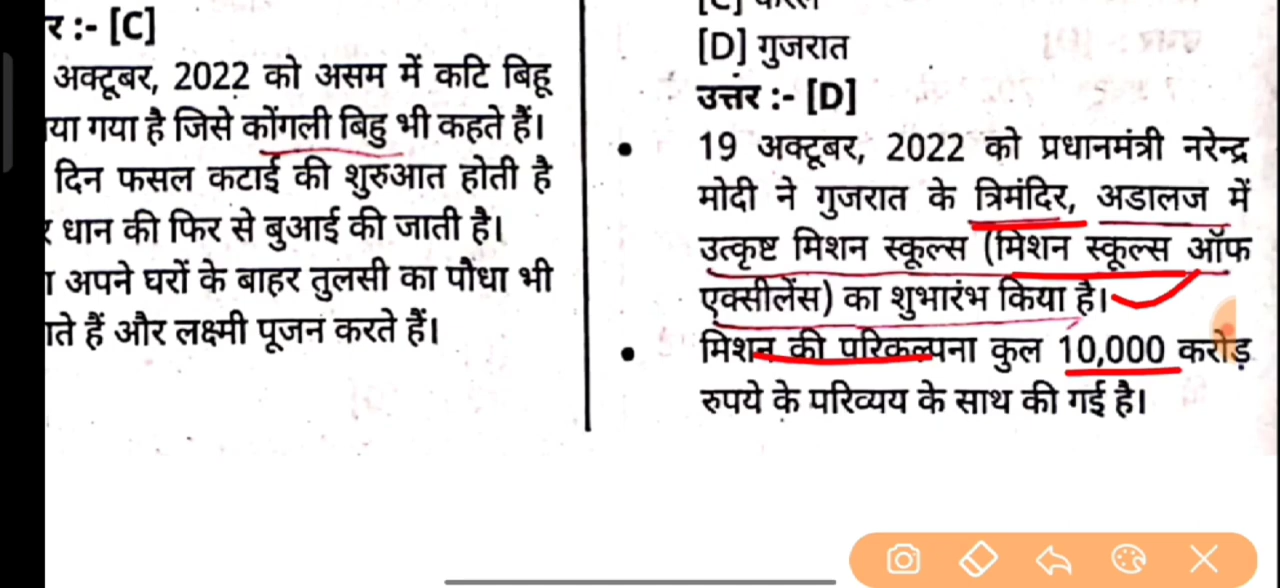 र :- [C]
अक्टूबर, 2022 को असम में कटि बिहू
या गया है जिसे कोंगली बिहु भी कहते हैं।
दिन फसल कटाई की शुरुआत होती है
र धान की फिर से बुआई की जाती है।
अपने घरों के बाहर तुलसी का पौधा भी
ाते हैं और लक्ष्मी पूजन करते हैं।
[D] गुजरात
उत्तर :- [D]
• 19 अक्टूबर, 2022 को प्रधानमंत्री नरेन्द्र
मोदी ने गुजरात के त्रिमंदिर, अडालज में
उत्कृष्ट मिशन स्कूल्स (मिशन स्कूल्स ऑफ
एक्सीलेंस) का शुभारंभ किया है।
• मिशन की परिकल्पना कुल 10,000 करोड़
रुपये के परिव्यय के साथ की गई है।